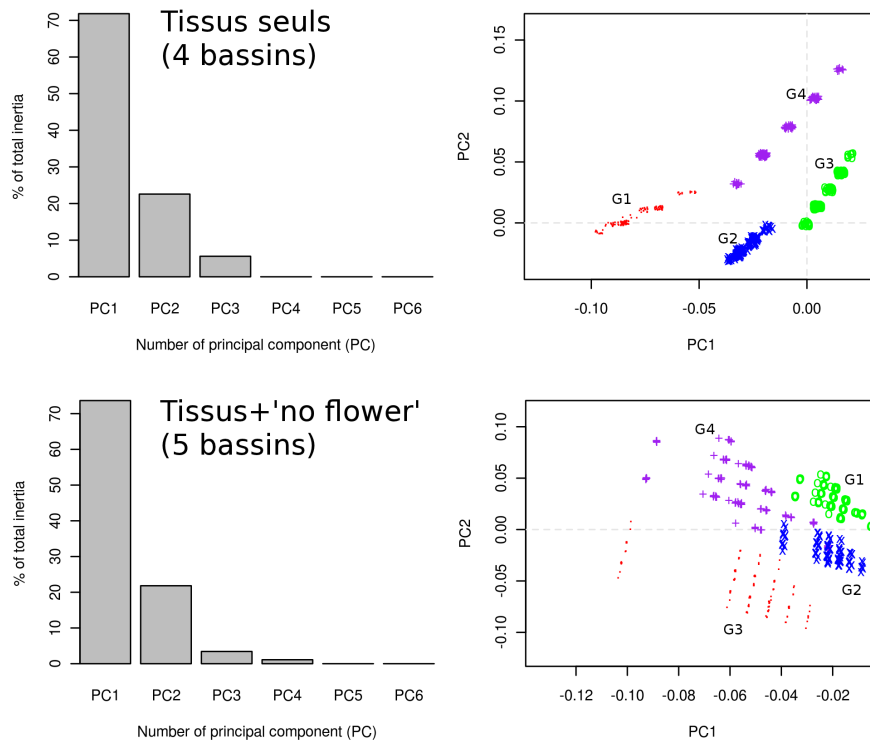 Tissus seuls
(4 bassins)
% of total inertia
70
60
50
40
30
20
10
0
PC1 PC2 PC3 PC4 PC5 PC6
Number of principal component (PC)
PC2
0.15
0.10
0.05
0.00
G4
G3
G1
G2
-0.10 -0.05 0.00
PC1
Tissus+'no flower'
(5 bassins)
% of total inertia
70
60
50
40
30
20
10
0
PC1 PC2 PC3 PC4 PC5 PC6
Number of principal component (PC)
PC2
0.10
0.05
0.00
-0.05
-0.10
G4
G1
G2
G3
-0.12 -0.10 -0.08 -0.06 -0.04 -0.02
PC1